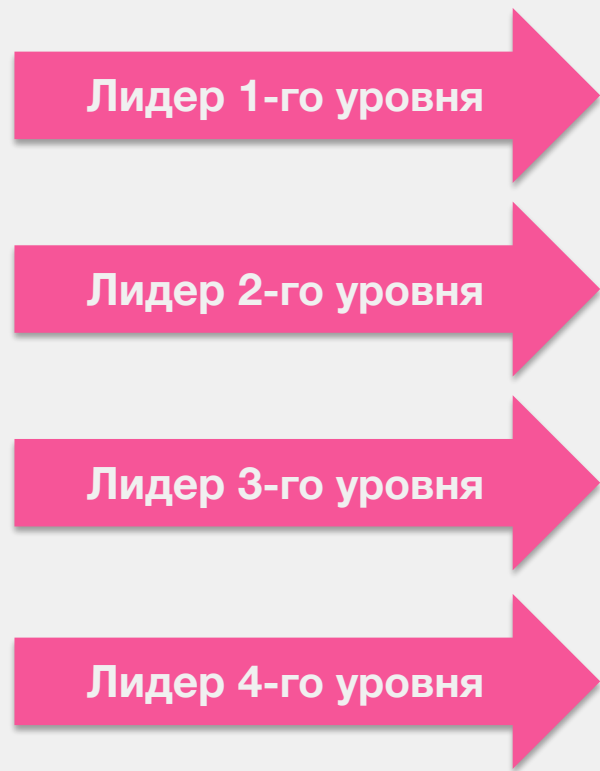 Лидер 1-го уровня
Лидер 2-го уровня
Лидер 3-го уровня
Лидер 4-го уровня